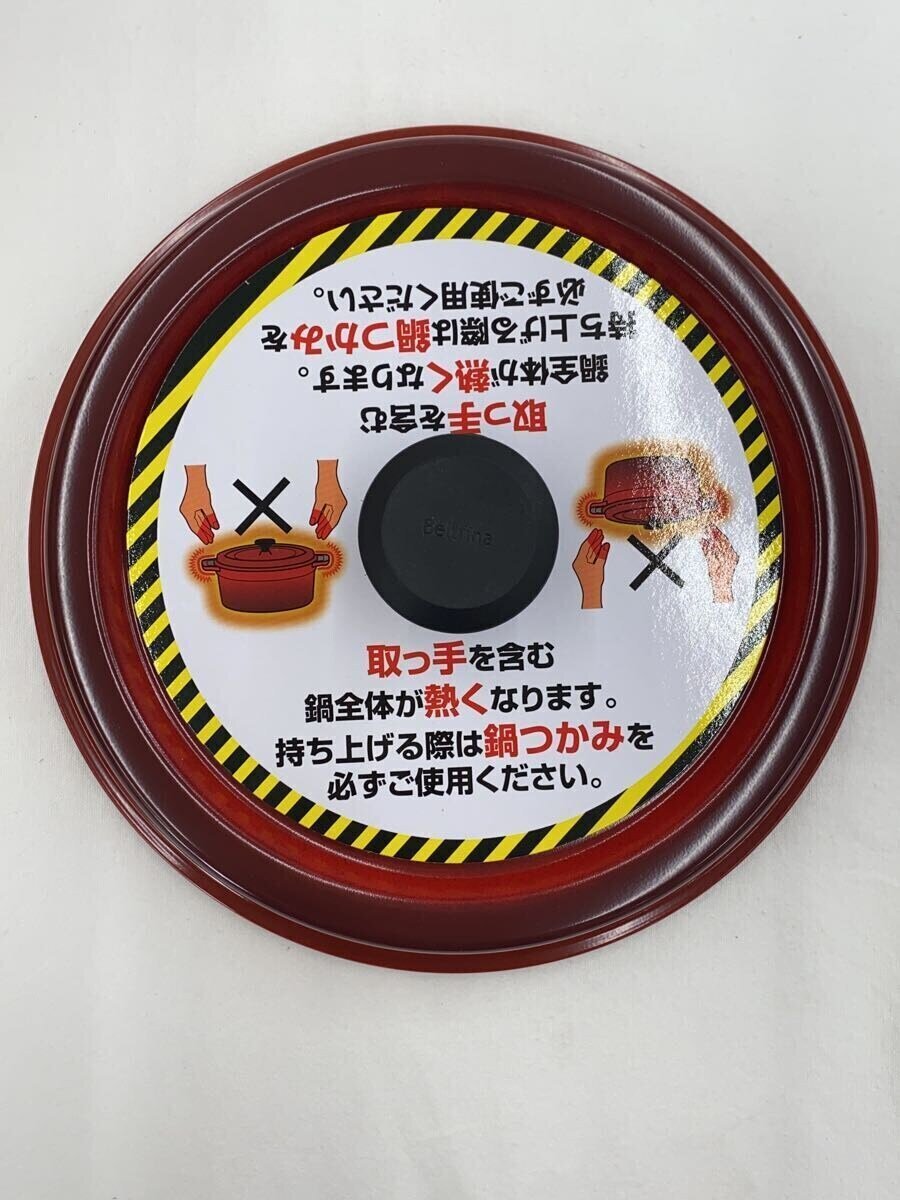 取っ手を含む
鍋全体が熱くなります。
持ち上げる際は鍋つかみを
必ずご使用ください。
Bellfina
取っ手を含む
鍋全体が熱くなります。
持ち上げる際は鍋つかみを
必ずご使用ください。